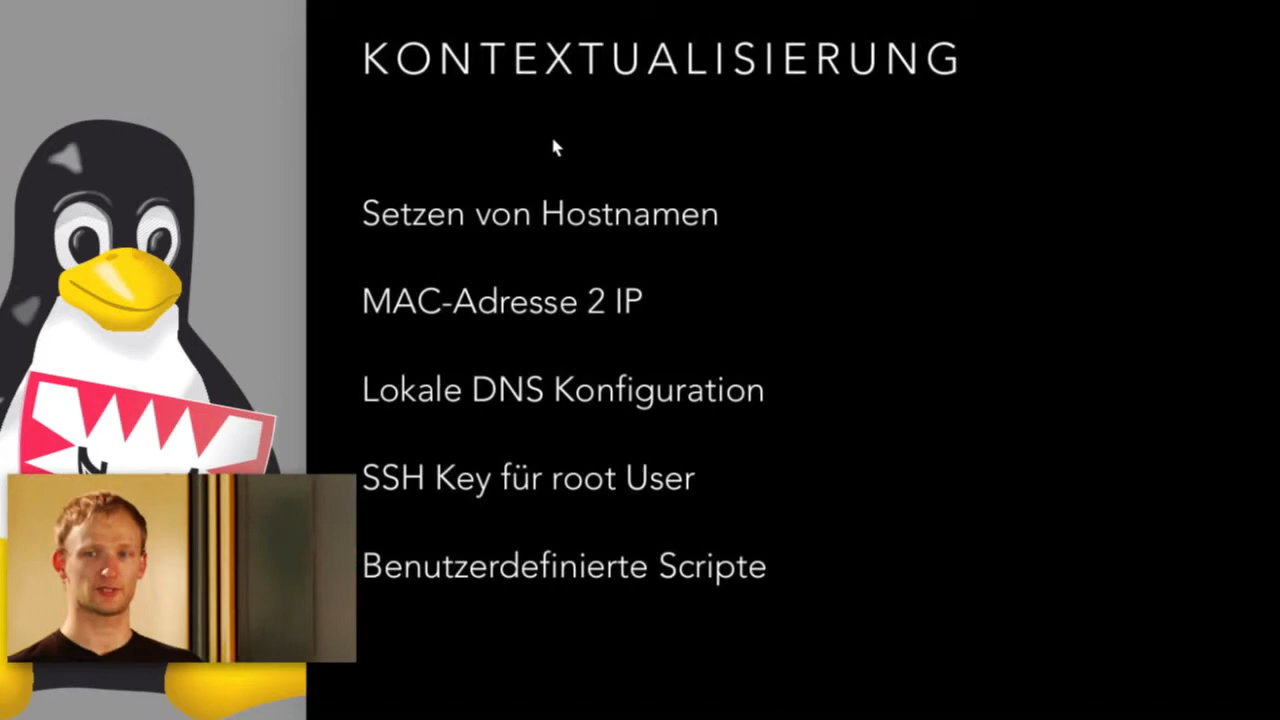 KONTEXTUALISIERUNG
Setzen von Hostnamen
MAC-Adresse 2 IP
Lokale DNS Konfiguration
SSH Key für root User
Benutzerdefinierte Scripte